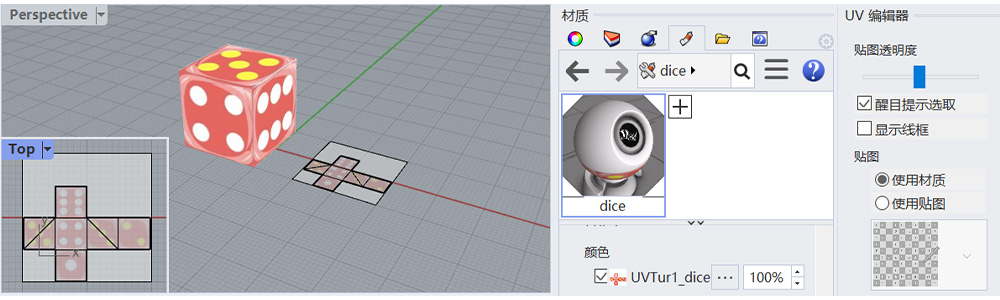 Perspective
Top
y
x
材质
dice
dice
颜色
UVTur1_dice
···
100%
UV 编辑器
贴图透明度
醒目提示选取
显示线框
贴图
使用材质
使用贴图